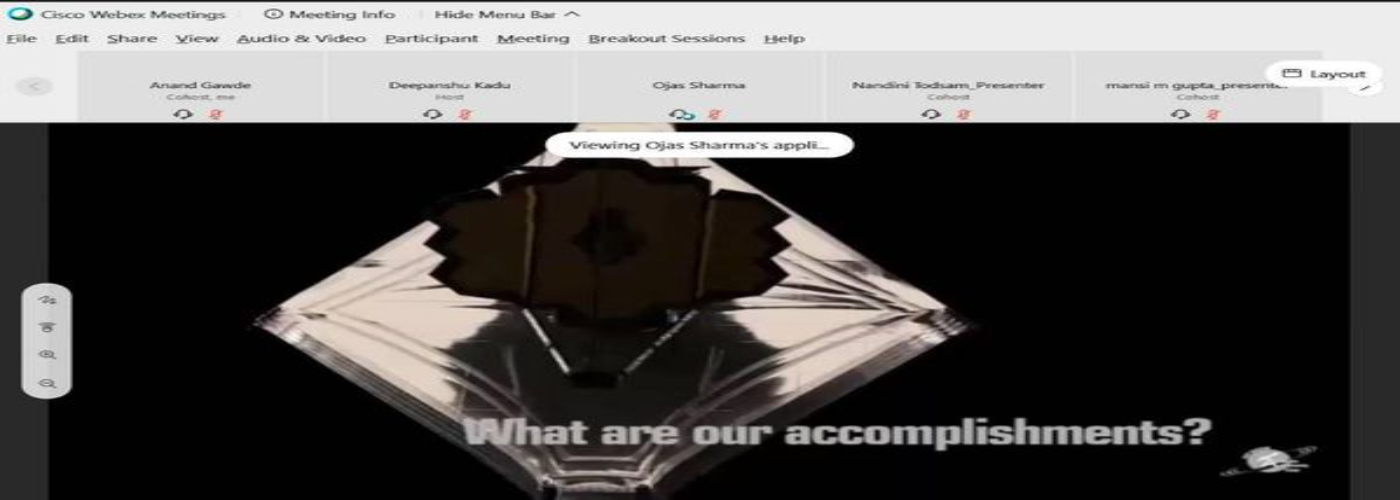 Cisco Webex Meetings Meeting Info Hide Menu Bar
File Edit Share View Audio & Video Participant Meeting Breakout Sessions Help
Anand Gawde
Cohost, me
Deepanshu Kadu
Host
Ojas Sharma
Nandini Todsam_Presenter
Cohost
mansi m gupta_presente...
Cohost
Layout
Viewing Ojas Sharma's appli...
What are our accomplishments?